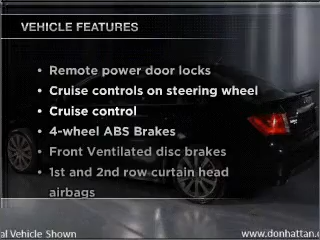 VEHICLE FEATURES
• Remote power door locks
• Cruise controls on steering wheel
• Cruise control
• 4-wheel ABS Brakes
• Front Ventilated disc brakes
• 1st and 2nd row curtain head
airbags
al Vehicle Shown
www.donhattan.c